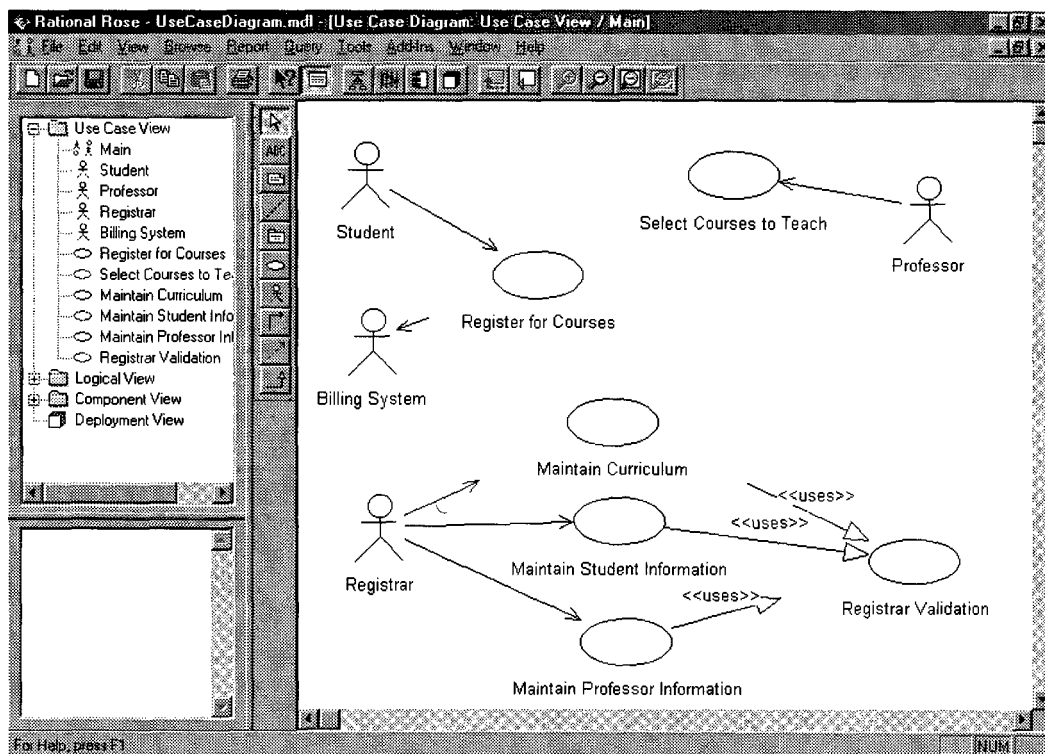 Rational Rose - UseCaseDiagram.mdl - [Use Case Diagram: Use Case View / Main]
File Edit View Browse Report Query Tools Add-Ins Window Help
Use Case View
Main
Student
Professor
Registrar
Billing System
Register for Courses
Select Courses to Te
Maintain Curriculum
Maintain Student Info
Maintain Professor In
Registrar Validation
Logical View
Component View
Deployment View
ABC
Student
Select Courses to Teach
Professor
Register for Courses
Billing System
Maintain Curriculum
<<uses>>
<<uses>>
Registrar
Maintain Student Information
<<uses>>
Registrar Validation
Maintain Professor Information
For Help, press F1
NUM